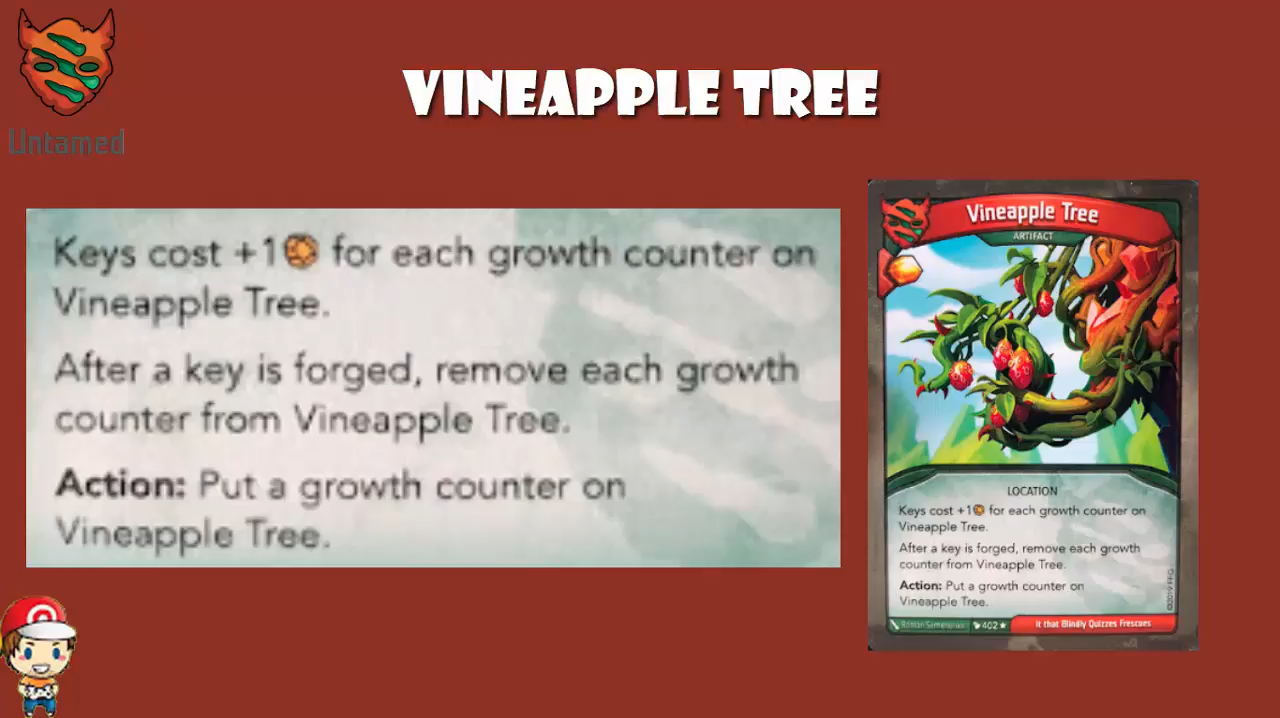 VINEAPPLE TREE
Untamed
Keys cost +1 for each growth counter on
Vineapple Tree.
After a key is forged, remove each growth
counter from Vineapple Tree.
Action: Put a growth counter on
Vineapple Tree.
Vineapple Tree
ARTIFACT
LOCATION
Keys cost +1 for each growth counter on
Vineapple Tree.
After a key is forged, remove each growth
counter from Vineapple Tree.
Action: Put a growth counter on
Vineapple Tree.
©2019 FFG
402
It that Blindly Quizzes Frescoes